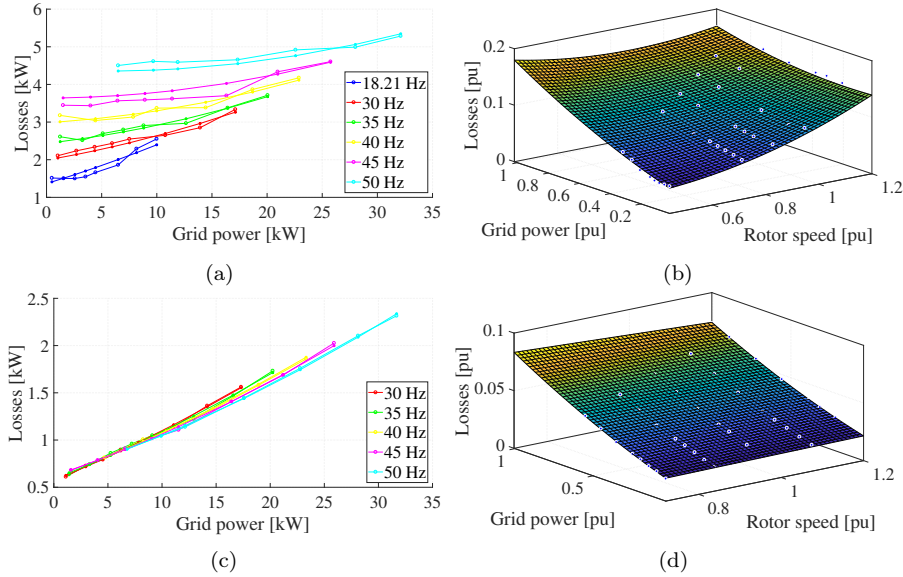 6
5
4
3
2
1
0 5 10 15 20 25 30 35
Losses [kW]
Grid power [kW]
18.21 Hz
30 Hz
35 Hz
40 Hz
45 Hz
50 Hz
(a)
0.2
0.1
0
Losses [pu]
1 0.8 0.6 0.4 0.2
Grid power [pu]
0.6 0.8 1 1.2
Rotor speed [pu]
(b)
2.5
2
1.5
1
0.5
0 5 10 15 20 25 30 35
Losses [kW]
Grid power [kW]
30 Hz
35 Hz
40 Hz
45 Hz
50 Hz
(c)
0.1
0.05
0
Losses [pu]
1 0.5
Grid power [pu]
0.8 1 1.2
Rotor speed [pu]
(d)